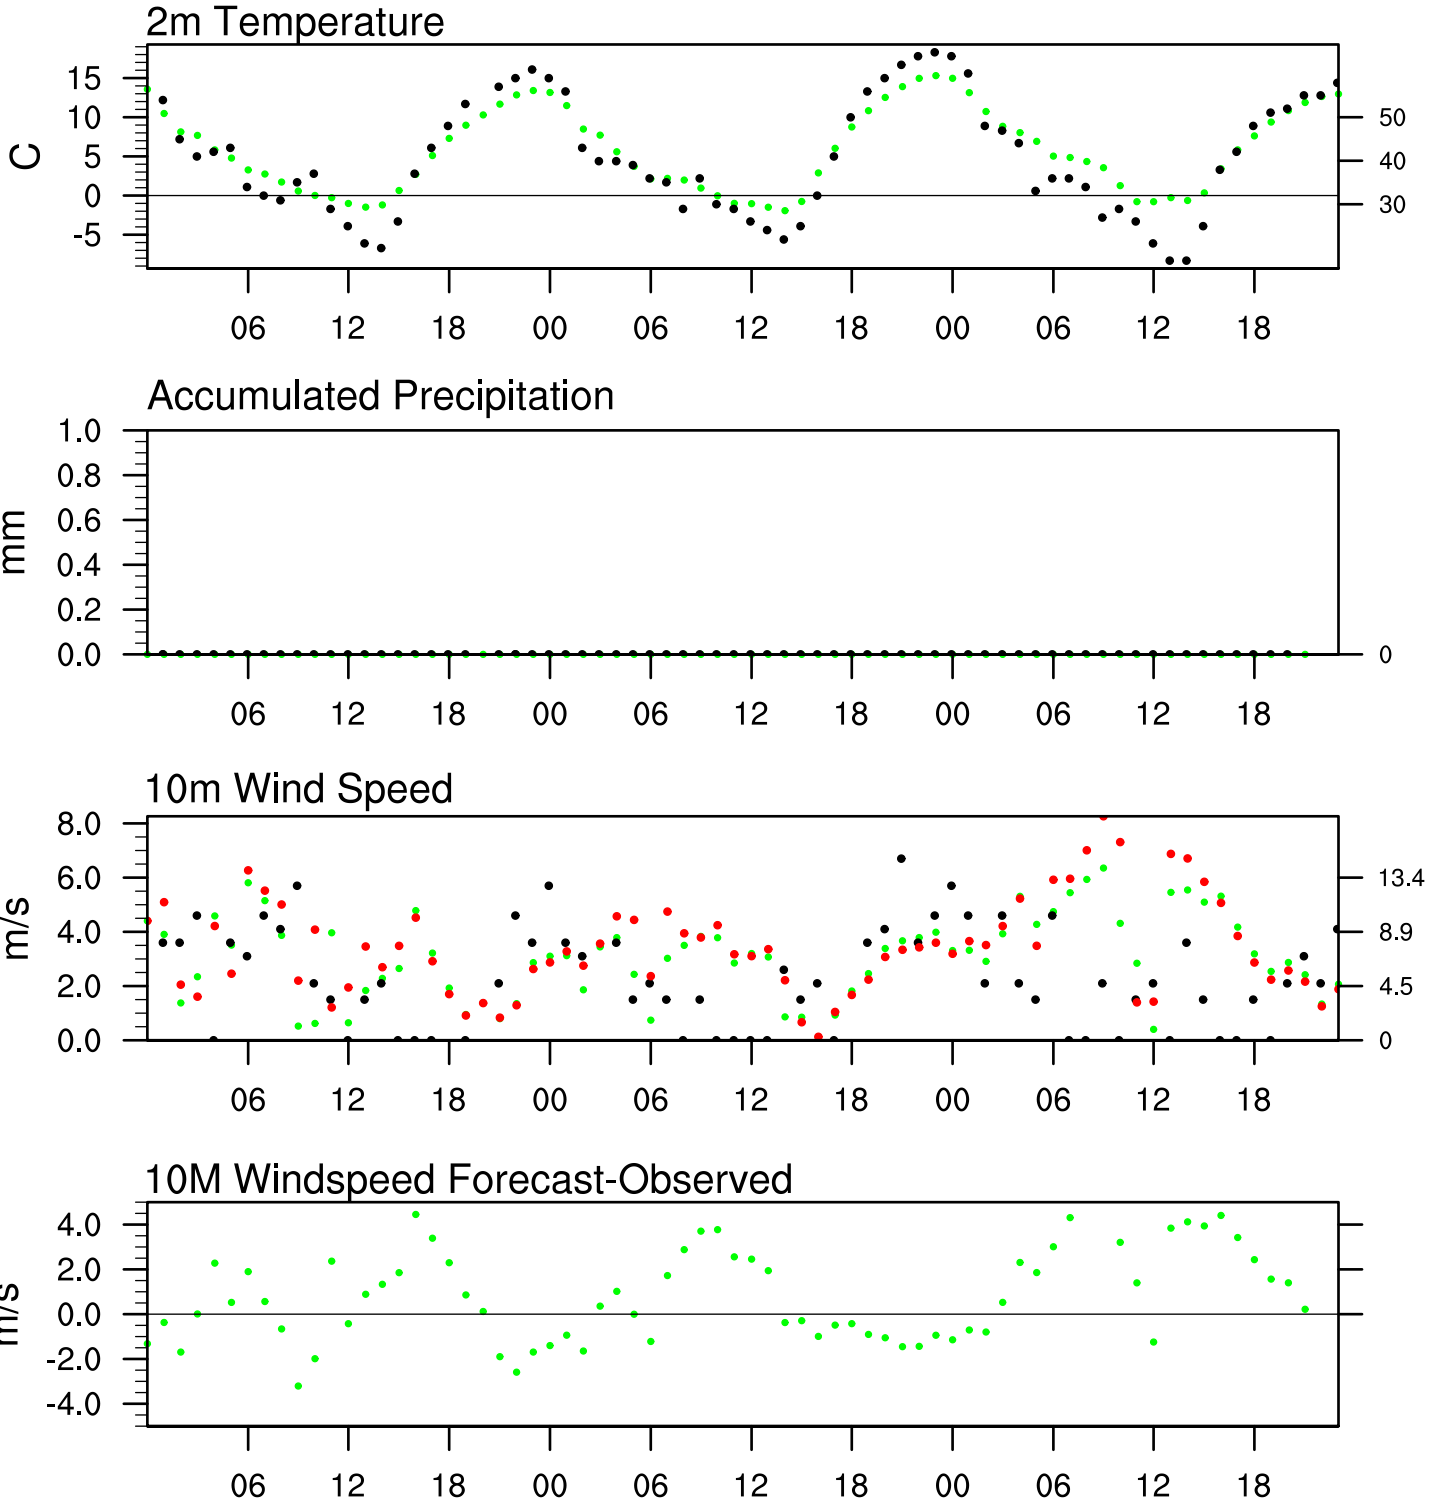 2m Temperature
15
10
5
0
-5
C
50
40
30
06 12 18 00 06 12 18 00 06 12 18
Accumulated Precipitation
1.0
0.8
0.6
0.4
0.2
0.0
mm
0
06 12 18 00 06 12 18 00 06 12 18
10m Wind Speed
8.0
6.0
4.0
2.0
0.0
m/s
13.4
8.9
4.5
0
06 12 18 00 06 12 18 00 06 12 18
10M Windspeed Forecast-Observed
4.0
2.0
0.0
-2.0
-4.0
m/s
06 12 18 00 06 12 18 00 06 12 18